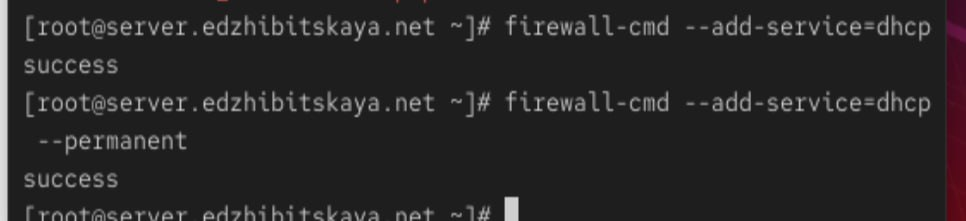 [root@server.edzhibitskaya.net ~]# firewall-cmd --add-service=dhcp
success
[root@server.edzhibitskaya.net ~]# firewall-cmd --add-service=dhcp
 --permanent
success
[root@server.edzhibitskaya.net ~]#